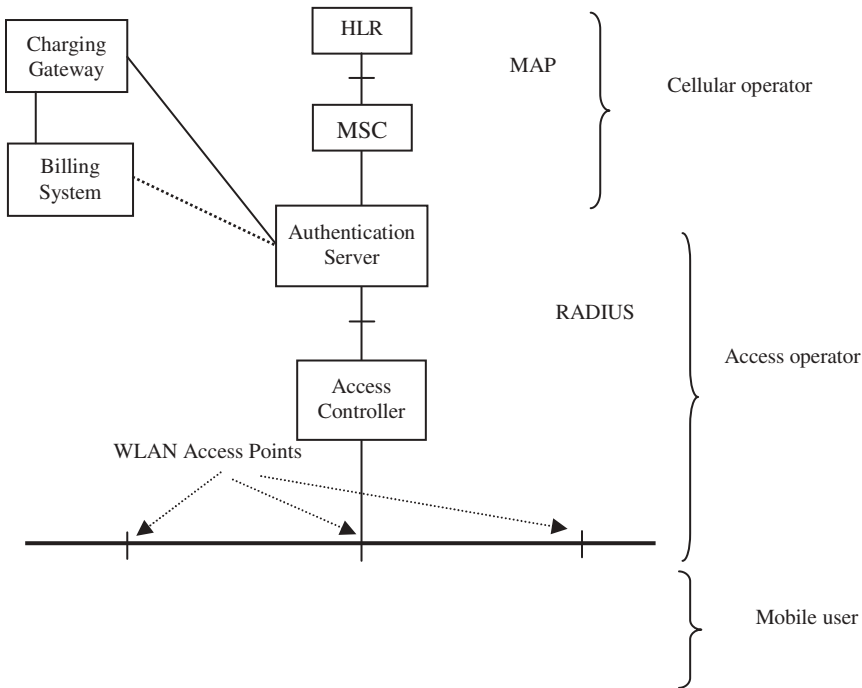 HLR
Charging
Gateway
MAP
Cellular operator
MSC
Billing
System
Authentication
Server
RADIUS
Access operator
Access
Controller
WLAN Access Points
Mobile user